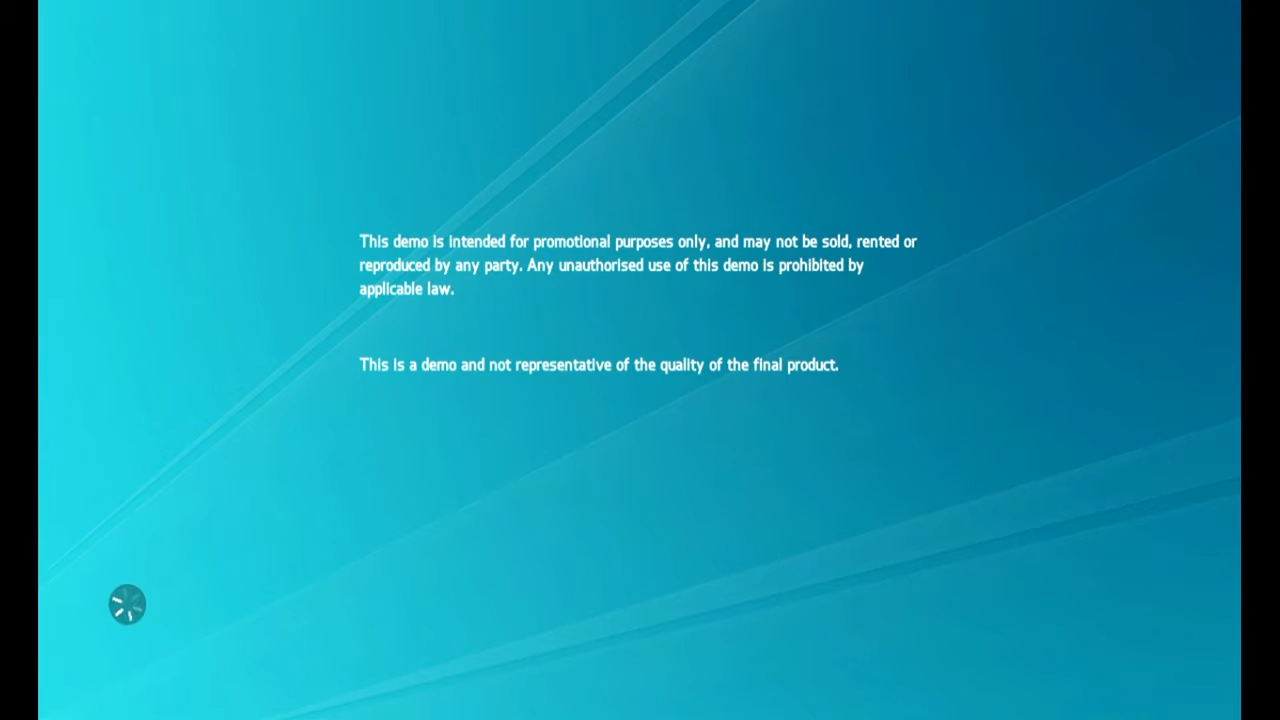 This demo is intended for promotional purposes only, and may not be sold, rented or
reproduced by any party. Any unauthorised use of this demo is prohibited by
applicable law.
This is a demo and not representative of the quality of the final product.